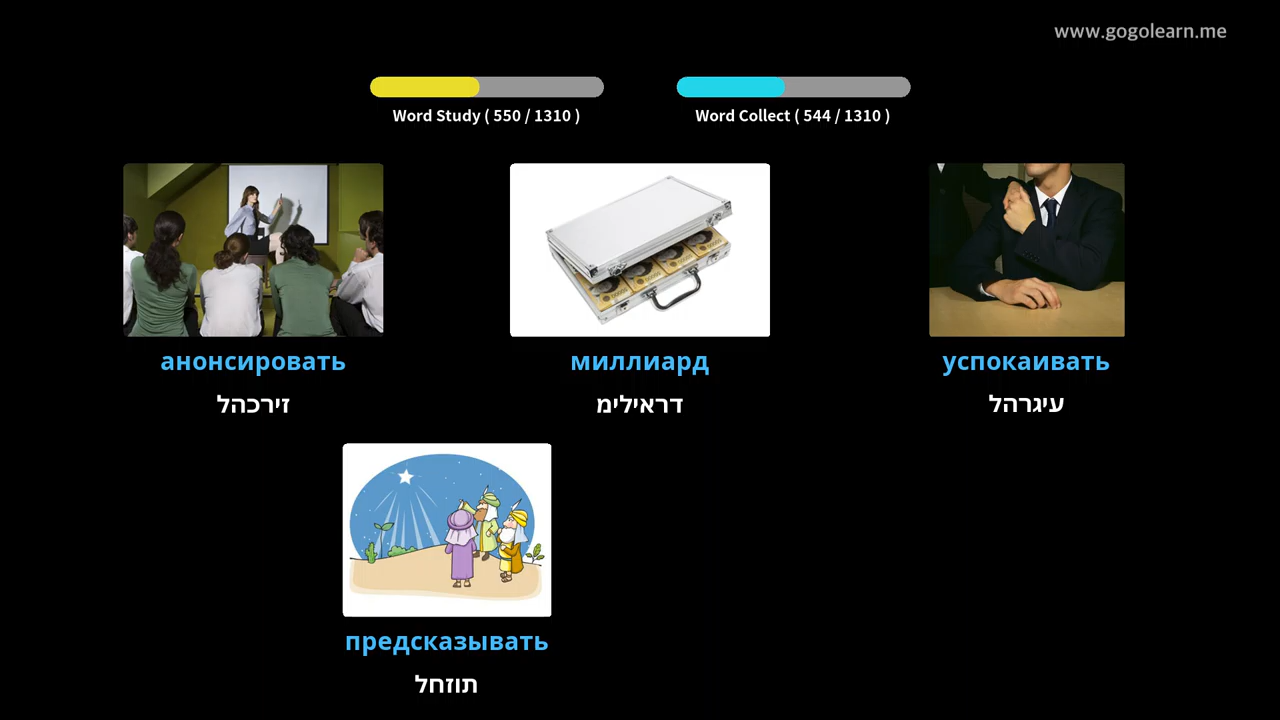 www.gogolearn.me
Word Study ( 550 / 1310 )
Word Collect ( 544 / 1310 )
анонсировать
זירכהל
миллиард
דראילימ
успокаивать
עיגרהל
предсказывать
תוזחל